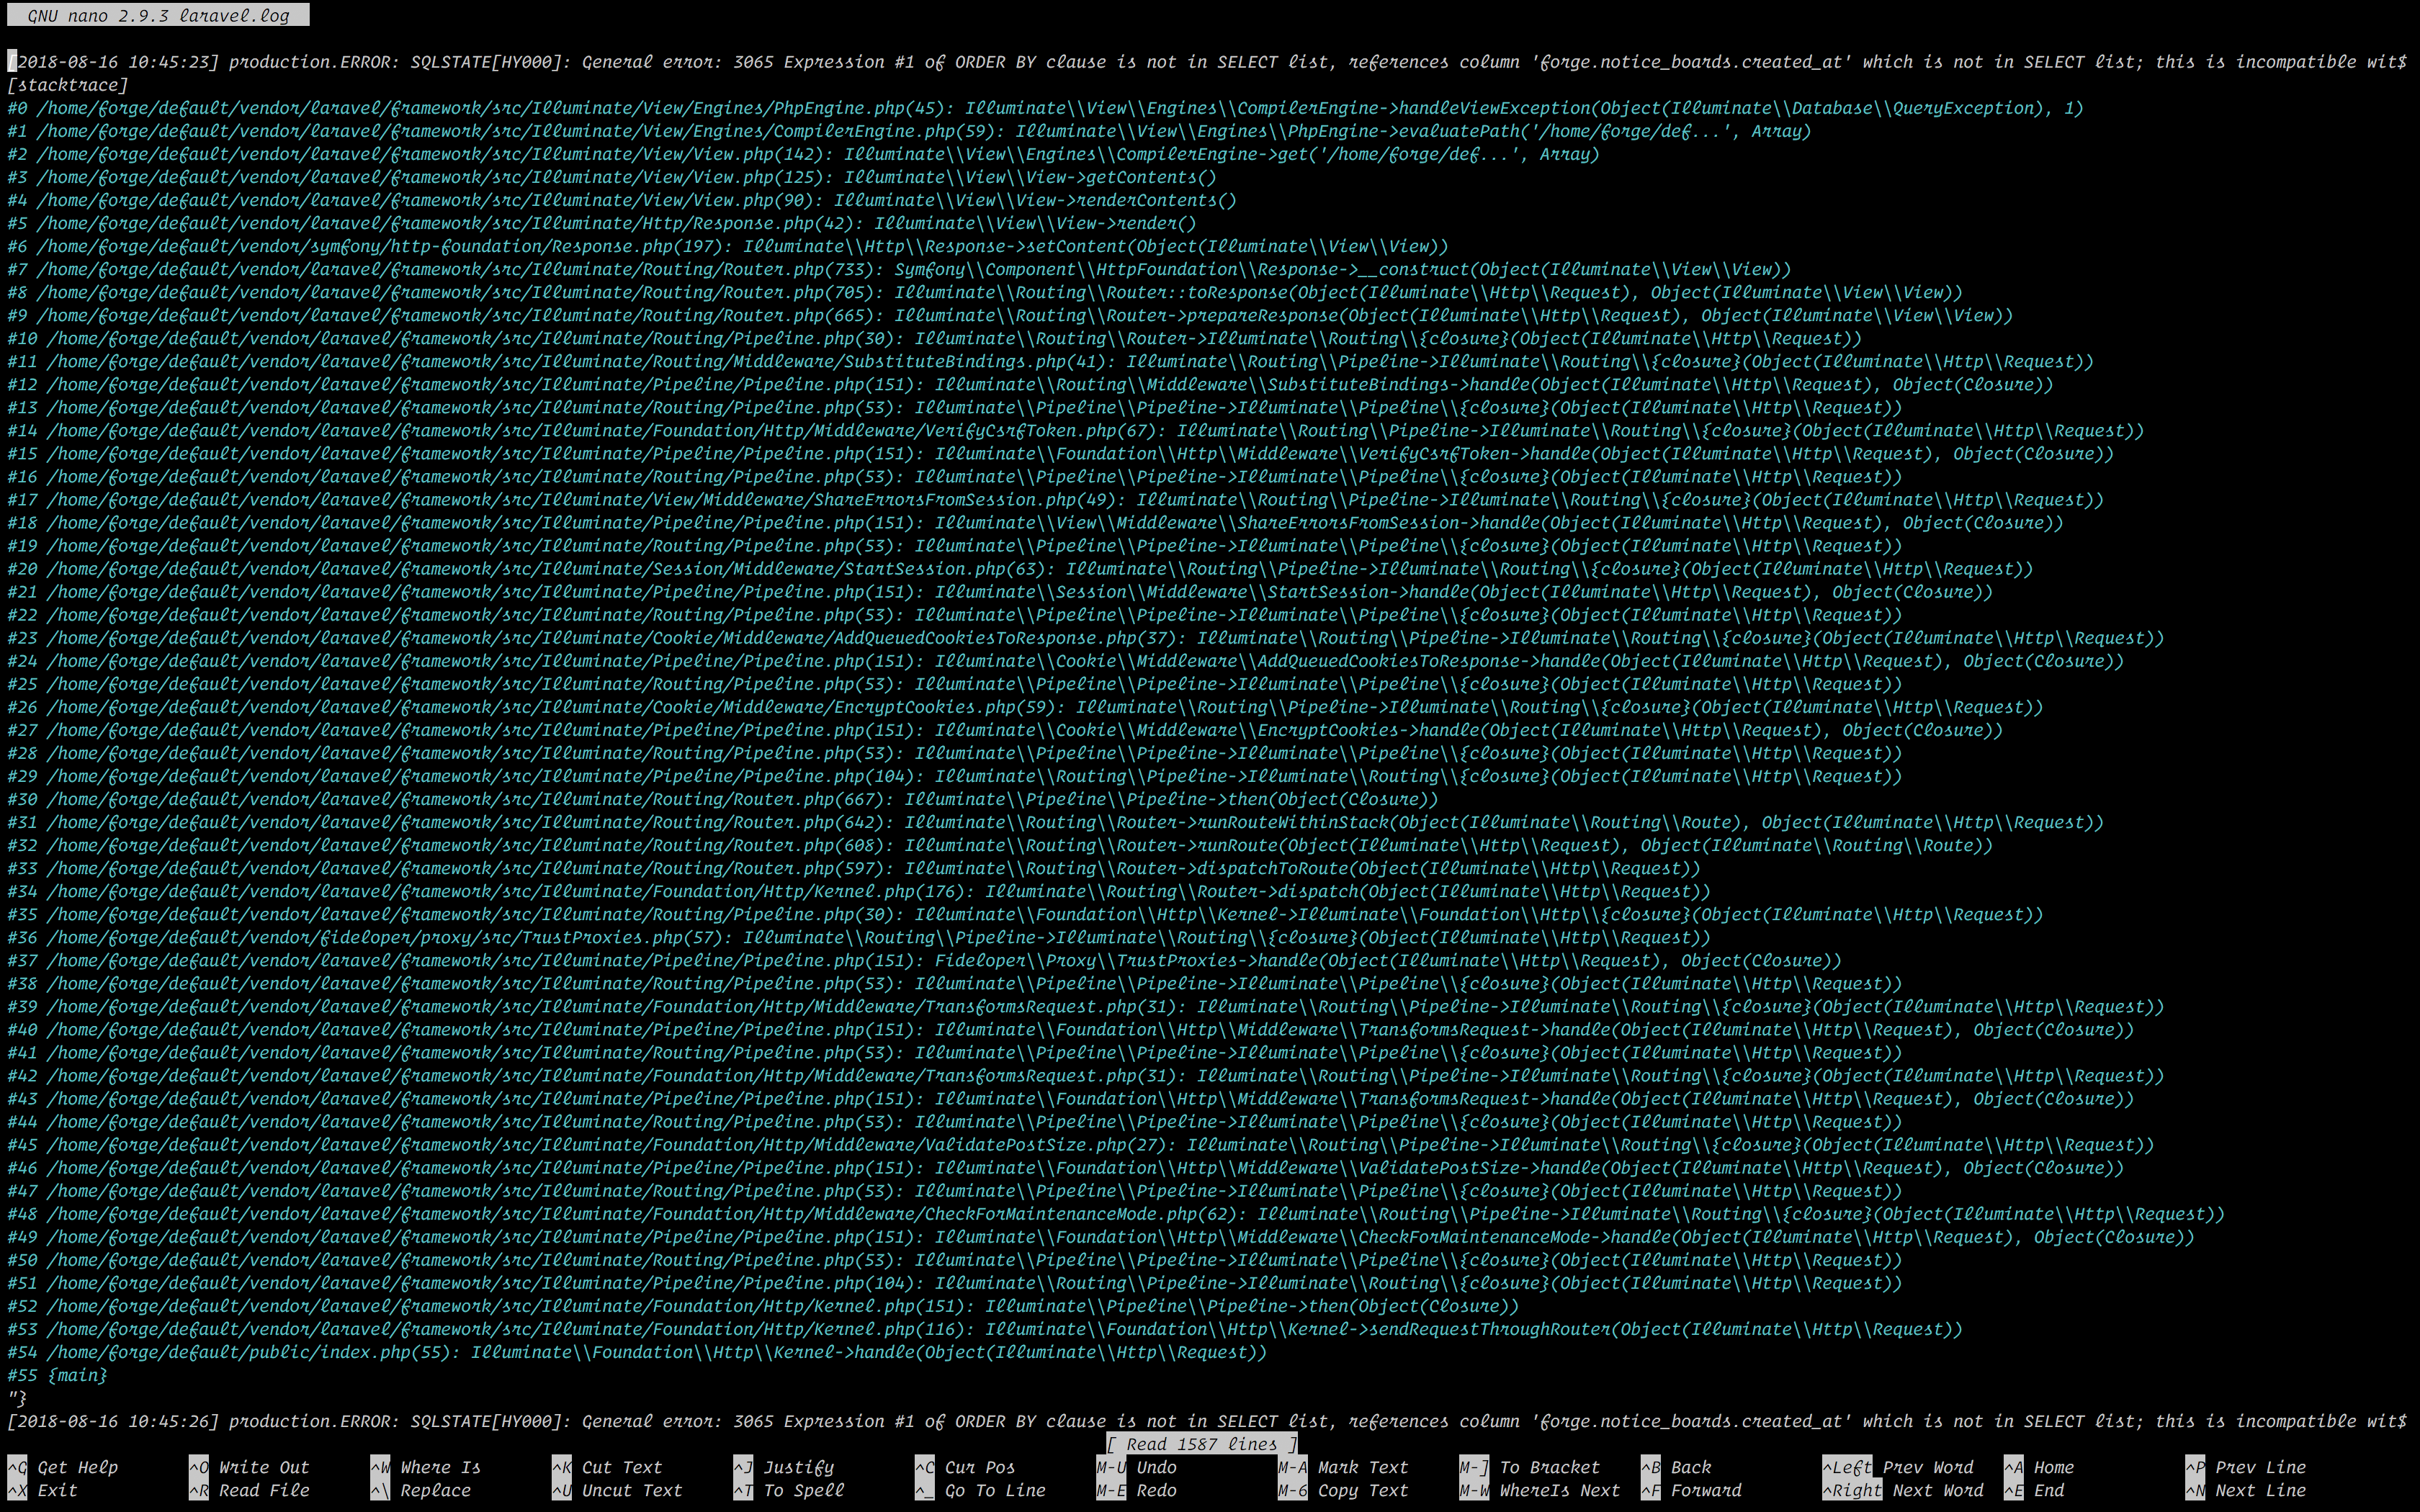 GNU nano 2.9.3 laravel.log
[2018-08-16 10:45:23] production.ERROR: SQLSTATE[HY000]: General error: 3065 Expression #1 of ORDER BY clause is not in SELECT list, references column 'forge.notice_boards.created_at' which is not in SELECT list; this is incompatible wit$
[stacktrace]
#0 /home/forge/default/vendor/laravel/framework/src/Illuminate/View/Engines/PhpEngine.php(45): Illuminate\\View\\Engines\\CompilerEngine->handleViewException(Object(Illuminate\\Database\\QueryException), 1)
#1 /home/forge/default/vendor/laravel/framework/src/Illuminate/View/Engines/CompilerEngine.php(59): Illuminate\\View\\Engines\\PhpEngine->evaluatePath('/home/forge/def...', Array)
#2 /home/forge/default/vendor/laravel/framework/src/Illuminate/View/View.php(142): Illuminate\\View\\Engines\\CompilerEngine->get('/home/forge/def...', Array)
#3 /home/forge/default/vendor/laravel/framework/src/Illuminate/View/View.php(125): Illuminate\\View\\View->getContents()
#4 /home/forge/default/vendor/laravel/framework/src/Illuminate/View/View.php(90): Illuminate\\View\\View->renderContents()
#5 /home/forge/default/vendor/laravel/framework/src/Illuminate/Http/Response.php(42): Illuminate\\View\\View->render()
#6 /home/forge/default/vendor/symfony/http-foundation/Response.php(197): Illuminate\\Http\\Response->setContent(Object(Illuminate\\View\\View))
#7 /home/forge/default/vendor/laravel/framework/src/Illuminate/Routing/Router.php(733): Symfony\\Component\\HttpFoundation\\Response->__construct(Object(Illuminate\\View\\View))
#8 /home/forge/default/vendor/laravel/framework/src/Illuminate/Routing/Router.php(705): Illuminate\\Routing\\Router::toResponse(Object(Illuminate\\Http\\Request), Object(Illuminate\\View\\View))
#9 /home/forge/default/vendor/laravel/framework/src/Illuminate/Routing/Router.php(665): Illuminate\\Routing\\Router->prepareResponse(Object(Illuminate\\Http\\Request), Object(Illuminate\\View\\View))
#10 /home/forge/default/vendor/laravel/framework/src/Illuminate/Routing/Pipeline.php(30): Illuminate\\Routing\\Router->Illuminate\\Routing\\{closure}(Object(Illuminate\\Http\\Request))
#11 /home/forge/default/vendor/laravel/framework/src/Illuminate/Routing/Middleware/SubstituteBindings.php(41): Illuminate\\Routing\\Pipeline->Illuminate\\Routing\\{closure}(Object(Illuminate\\Http\\Request))
#12 /home/forge/default/vendor/laravel/framework/src/Illuminate/Pipeline/Pipeline.php(151): Illuminate\\Routing\\Middleware\\SubstituteBindings->handle(Object(Illuminate\\Http\\Request), Object(Closure))
#13 /home/forge/default/vendor/laravel/framework/src/Illuminate/Routing/Pipeline.php(53): Illuminate\\Pipeline\\Pipeline->Illuminate\\Pipeline\\{closure}(Object(Illuminate\\Http\\Request))
#14 /home/forge/default/vendor/laravel/framework/src/Illuminate/Foundation/Http/Middleware/VerifyCsrfToken.php(67): Illuminate\\Routing\\Pipeline->Illuminate\\Routing\\{closure}(Object(Illuminate\\Http\\Request))
#15 /home/forge/default/vendor/laravel/framework/src/Illuminate/Pipeline/Pipeline.php(151): Illuminate\\Foundation\\Http\\Middleware\\VerifyCsrfToken->handle(Object(Illuminate\\Http\\Request), Object(Closure))
#16 /home/forge/default/vendor/laravel/framework/src/Illuminate/Routing/Pipeline.php(53): Illuminate\\Pipeline\\Pipeline->Illuminate\\Pipeline\\{closure}(Object(Illuminate\\Http\\Request))
#17 /home/forge/default/vendor/laravel/framework/src/Illuminate/View/Middleware/ShareErrorsFromSession.php(49): Illuminate\\Routing\\Pipeline->Illuminate\\Routing\\{closure}(Object(Illuminate\\Http\\Request))
#18 /home/forge/default/vendor/laravel/framework/src/Illuminate/Pipeline/Pipeline.php(151): Illuminate\\View\\Middleware\\ShareErrorsFromSession->handle(Object(Illuminate\\Http\\Request), Object(Closure))
#19 /home/forge/default/vendor/laravel/framework/src/Illuminate/Routing/Pipeline.php(53): Illuminate\\Pipeline\\Pipeline->Illuminate\\Pipeline\\{closure}(Object(Illuminate\\Http\\Request))
#20 /home/forge/default/vendor/laravel/framework/src/Illuminate/Session/Middleware/StartSession.php(63): Illuminate\\Routing\\Pipeline->Illuminate\\Routing\\{closure}(Object(Illuminate\\Http\\Request))
#21 /home/forge/default/vendor/laravel/framework/src/Illuminate/Pipeline/Pipeline.php(151): Illuminate\\Session\\Middleware\\StartSession->handle(Object(Illuminate\\Http\\Request), Object(Closure))
#22 /home/forge/default/vendor/laravel/framework/src/Illuminate/Routing/Pipeline.php(53): Illuminate\\Pipeline\\Pipeline->Illuminate\\Pipeline\\{closure}(Object(Illuminate\\Http\\Request))
#23 /home/forge/default/vendor/laravel/framework/src/Illuminate/Cookie/Middleware/AddQueuedCookiesToResponse.php(37): Illuminate\\Routing\\Pipeline->Illuminate\\Routing\\{closure}(Object(Illuminate\\Http\\Request))
#24 /home/forge/default/vendor/laravel/framework/src/Illuminate/Pipeline/Pipeline.php(151): Illuminate\\Cookie\\Middleware\\AddQueuedCookiesToResponse->handle(Object(Illuminate\\Http\\Request), Object(Closure))
#25 /home/forge/default/vendor/laravel/framework/src/Illuminate/Routing/Pipeline.php(53): Illuminate\\Pipeline\\Pipeline->Illuminate\\Pipeline\\{closure}(Object(Illuminate\\Http\\Request))
#26 /home/forge/default/vendor/laravel/framework/src/Illuminate/Cookie/Middleware/EncryptCookies.php(59): Illuminate\\Routing\\Pipeline->Illuminate\\Routing\\{closure}(Object(Illuminate\\Http\\Request))
#27 /home/forge/default/vendor/laravel/framework/src/Illuminate/Pipeline/Pipeline.php(151): Illuminate\\Cookie\\Middleware\\EncryptCookies->handle(Object(Illuminate\\Http\\Request), Object(Closure))
#28 /home/forge/default/vendor/laravel/framework/src/Illuminate/Routing/Pipeline.php(53): Illuminate\\Pipeline\\Pipeline->Illuminate\\Pipeline\\{closure}(Object(Illuminate\\Http\\Request))
#29 /home/forge/default/vendor/laravel/framework/src/Illuminate/Pipeline/Pipeline.php(104): Illuminate\\Routing\\Pipeline->Illuminate\\Routing\\{closure}(Object(Illuminate\\Http\\Request))
#30 /home/forge/default/vendor/laravel/framework/src/Illuminate/Routing/Router.php(667): Illuminate\\Pipeline\\Pipeline->then(Object(Closure))
#31 /home/forge/default/vendor/laravel/framework/src/Illuminate/Routing/Router.php(642): Illuminate\\Routing\\Router->runRouteWithinStack(Object(Illuminate\\Routing\\Route), Object(Illuminate\\Http\\Request))
#32 /home/forge/default/vendor/laravel/framework/src/Illuminate/Routing/Router.php(608): Illuminate\\Routing\\Router->runRoute(Object(Illuminate\\Http\\Request), Object(Illuminate\\Routing\\Route))
#33 /home/forge/default/vendor/laravel/framework/src/Illuminate/Routing/Router.php(597): Illuminate\\Routing\\Router->dispatchToRoute(Object(Illuminate\\Http\\Request))
#34 /home/forge/default/vendor/laravel/framework/src/Illuminate/Foundation/Http/Kernel.php(176): Illuminate\\Routing\\Router->dispatch(Object(Illuminate\\Http\\Request))
#35 /home/forge/default/vendor/laravel/framework/src/Illuminate/Routing/Pipeline.php(30): Illuminate\\Foundation\\Http\\Kernel->Illuminate\\Foundation\\Http\\{closure}(Object(Illuminate\\Http\\Request))
#36 /home/forge/default/vendor/fideloper/proxy/src/TrustProxies.php(57): Illuminate\\Routing\\Pipeline->Illuminate\\Routing\\{closure}(Object(Illuminate\\Http\\Request))
#37 /home/forge/default/vendor/laravel/framework/src/Illuminate/Pipeline/Pipeline.php(151): Fideloper\\Proxy\\TrustProxies->handle(Object(Illuminate\\Http\\Request), Object(Closure))
#38 /home/forge/default/vendor/laravel/framework/src/Illuminate/Routing/Pipeline.php(53): Illuminate\\Pipeline\\Pipeline->Illuminate\\Pipeline\\{closure}(Object(Illuminate\\Http\\Request))
#39 /home/forge/default/vendor/laravel/framework/src/Illuminate/Foundation/Http/Middleware/TransformsRequest.php(31): Illuminate\\Routing\\Pipeline->Illuminate\\Routing\\{closure}(Object(Illuminate\\Http\\Request))
#40 /home/forge/default/vendor/laravel/framework/src/Illuminate/Pipeline/Pipeline.php(151): Illuminate\\Foundation\\Http\\Middleware\\TransformsRequest->handle(Object(Illuminate\\Http\\Request), Object(Closure))
#41 /home/forge/default/vendor/laravel/framework/src/Illuminate/Routing/Pipeline.php(53): Illuminate\\Pipeline\\Pipeline->Illuminate\\Pipeline\\{closure}(Object(Illuminate\\Http\\Request))
#42 /home/forge/default/vendor/laravel/framework/src/Illuminate/Foundation/Http/Middleware/TransformsRequest.php(31): Illuminate\\Routing\\Pipeline->Illuminate\\Routing\\{closure}(Object(Illuminate\\Http\\Request))
#43 /home/forge/default/vendor/laravel/framework/src/Illuminate/Pipeline/Pipeline.php(151): Illuminate\\Foundation\\Http\\Middleware\\TransformsRequest->handle(Object(Illuminate\\Http\\Request), Object(Closure))
#44 /home/forge/default/vendor/laravel/framework/src/Illuminate/Routing/Pipeline.php(53): Illuminate\\Pipeline\\Pipeline->Illuminate\\Pipeline\\{closure}(Object(Illuminate\\Http\\Request))
#45 /home/forge/default/vendor/laravel/framework/src/Illuminate/Foundation/Http/Middleware/ValidatePostSize.php(27): Illuminate\\Routing\\Pipeline->Illuminate\\Routing\\{closure}(Object(Illuminate\\Http\\Request))
#46 /home/forge/default/vendor/laravel/framework/src/Illuminate/Pipeline/Pipeline.php(151): Illuminate\\Foundation\\Http\\Middleware\\ValidatePostSize->handle(Object(Illuminate\\Http\\Request), Object(Closure))
#47 /home/forge/default/vendor/laravel/framework/src/Illuminate/Routing/Pipeline.php(53): Illuminate\\Pipeline\\Pipeline->Illuminate\\Pipeline\\{closure}(Object(Illuminate\\Http\\Request))
#48 /home/forge/default/vendor/laravel/framework/src/Illuminate/Foundation/Http/Middleware/CheckForMaintenanceMode.php(62): Illuminate\\Routing\\Pipeline->Illuminate\\Routing\\{closure}(Object(Illuminate\\Http\\Request))
#49 /home/forge/default/vendor/laravel/framework/src/Illuminate/Pipeline/Pipeline.php(151): Illuminate\\Foundation\\Http\\Middleware\\CheckForMaintenanceMode->handle(Object(Illuminate\\Http\\Request), Object(Closure))
#50 /home/forge/default/vendor/laravel/framework/src/Illuminate/Routing/Pipeline.php(53): Illuminate\\Pipeline\\Pipeline->Illuminate\\Pipeline\\{closure}(Object(Illuminate\\Http\\Request))
#51 /home/forge/default/vendor/laravel/framework/src/Illuminate/Pipeline/Pipeline.php(104): Illuminate\\Routing\\Pipeline->Illuminate\\Routing\\{closure}(Object(Illuminate\\Http\\Request))
#52 /home/forge/default/vendor/laravel/framework/src/Illuminate/Foundation/Http/Kernel.php(151): Illuminate\\Pipeline\\Pipeline->then(Object(Closure))
#53 /home/forge/default/vendor/laravel/framework/src/Illuminate/Foundation/Http/Kernel.php(116): Illuminate\\Foundation\\Http\\Kernel->sendRequestThroughRouter(Object(Illuminate\\Http\\Request))
#54 /home/forge/default/public/index.php(55): Illuminate\\Foundation\\Http\\Kernel->handle(Object(Illuminate\\Http\\Request))
#55 {main}
"}
[2018-08-16 10:45:26] production.ERROR: SQLSTATE[HY000]: General error: 3065 Expression #1 of ORDER BY clause is not in SELECT list, references column 'forge.notice_boards.created_at' which is not in SELECT list; this is incompatible wit$
[ Read 1587 lines ]
^G Get Help ^O Write Out ^W Where Is ^K Cut Text ^J Justify ^C Cur Pos M-U Undo M-A Mark Text M-] To Bracket ^B Back ^Left Prev Word ^A Home ^P Prev Line
^X Exit ^R Read File ^\ Replace ^U Uncut Text ^T To Spell ^_ Go To Line M-E Redo M-6 Copy Text M-W WhereIs Next ^F Forward ^Right Next Word ^E End ^N Next Line